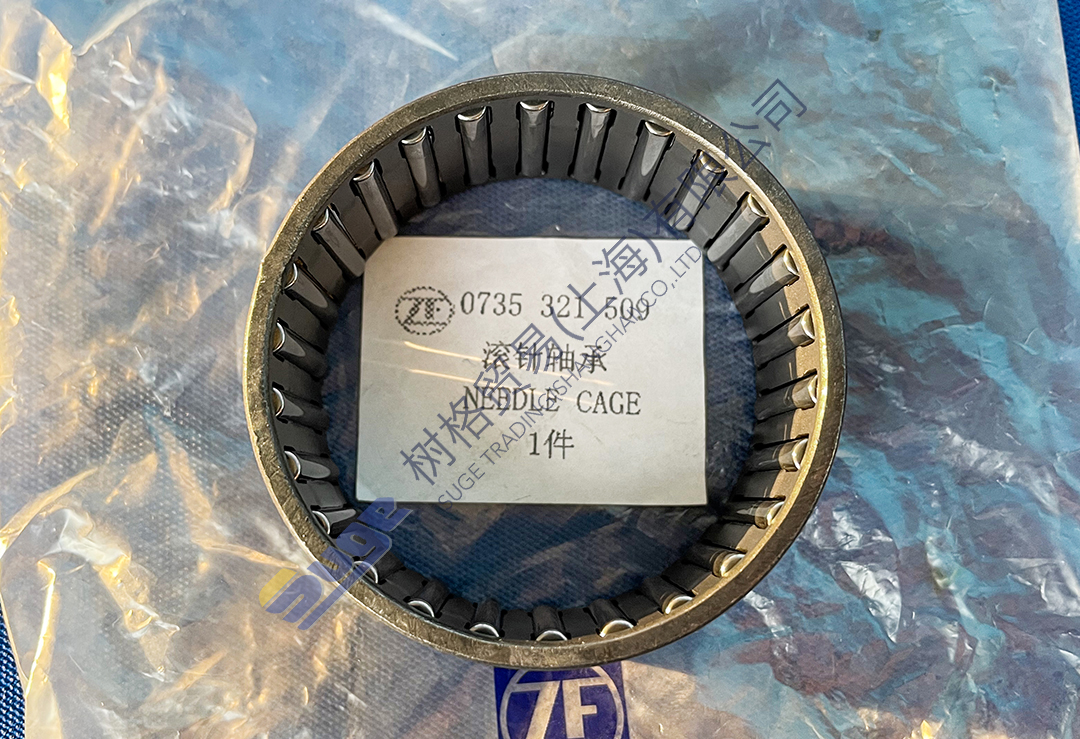 ZF 0735 321 509
滚针轴承
NEEDLE CAGE
1件
树格贸易(上海)有限公司
SUGE TRADING(SHANGHAI)CO.,LTD
suge
ZF